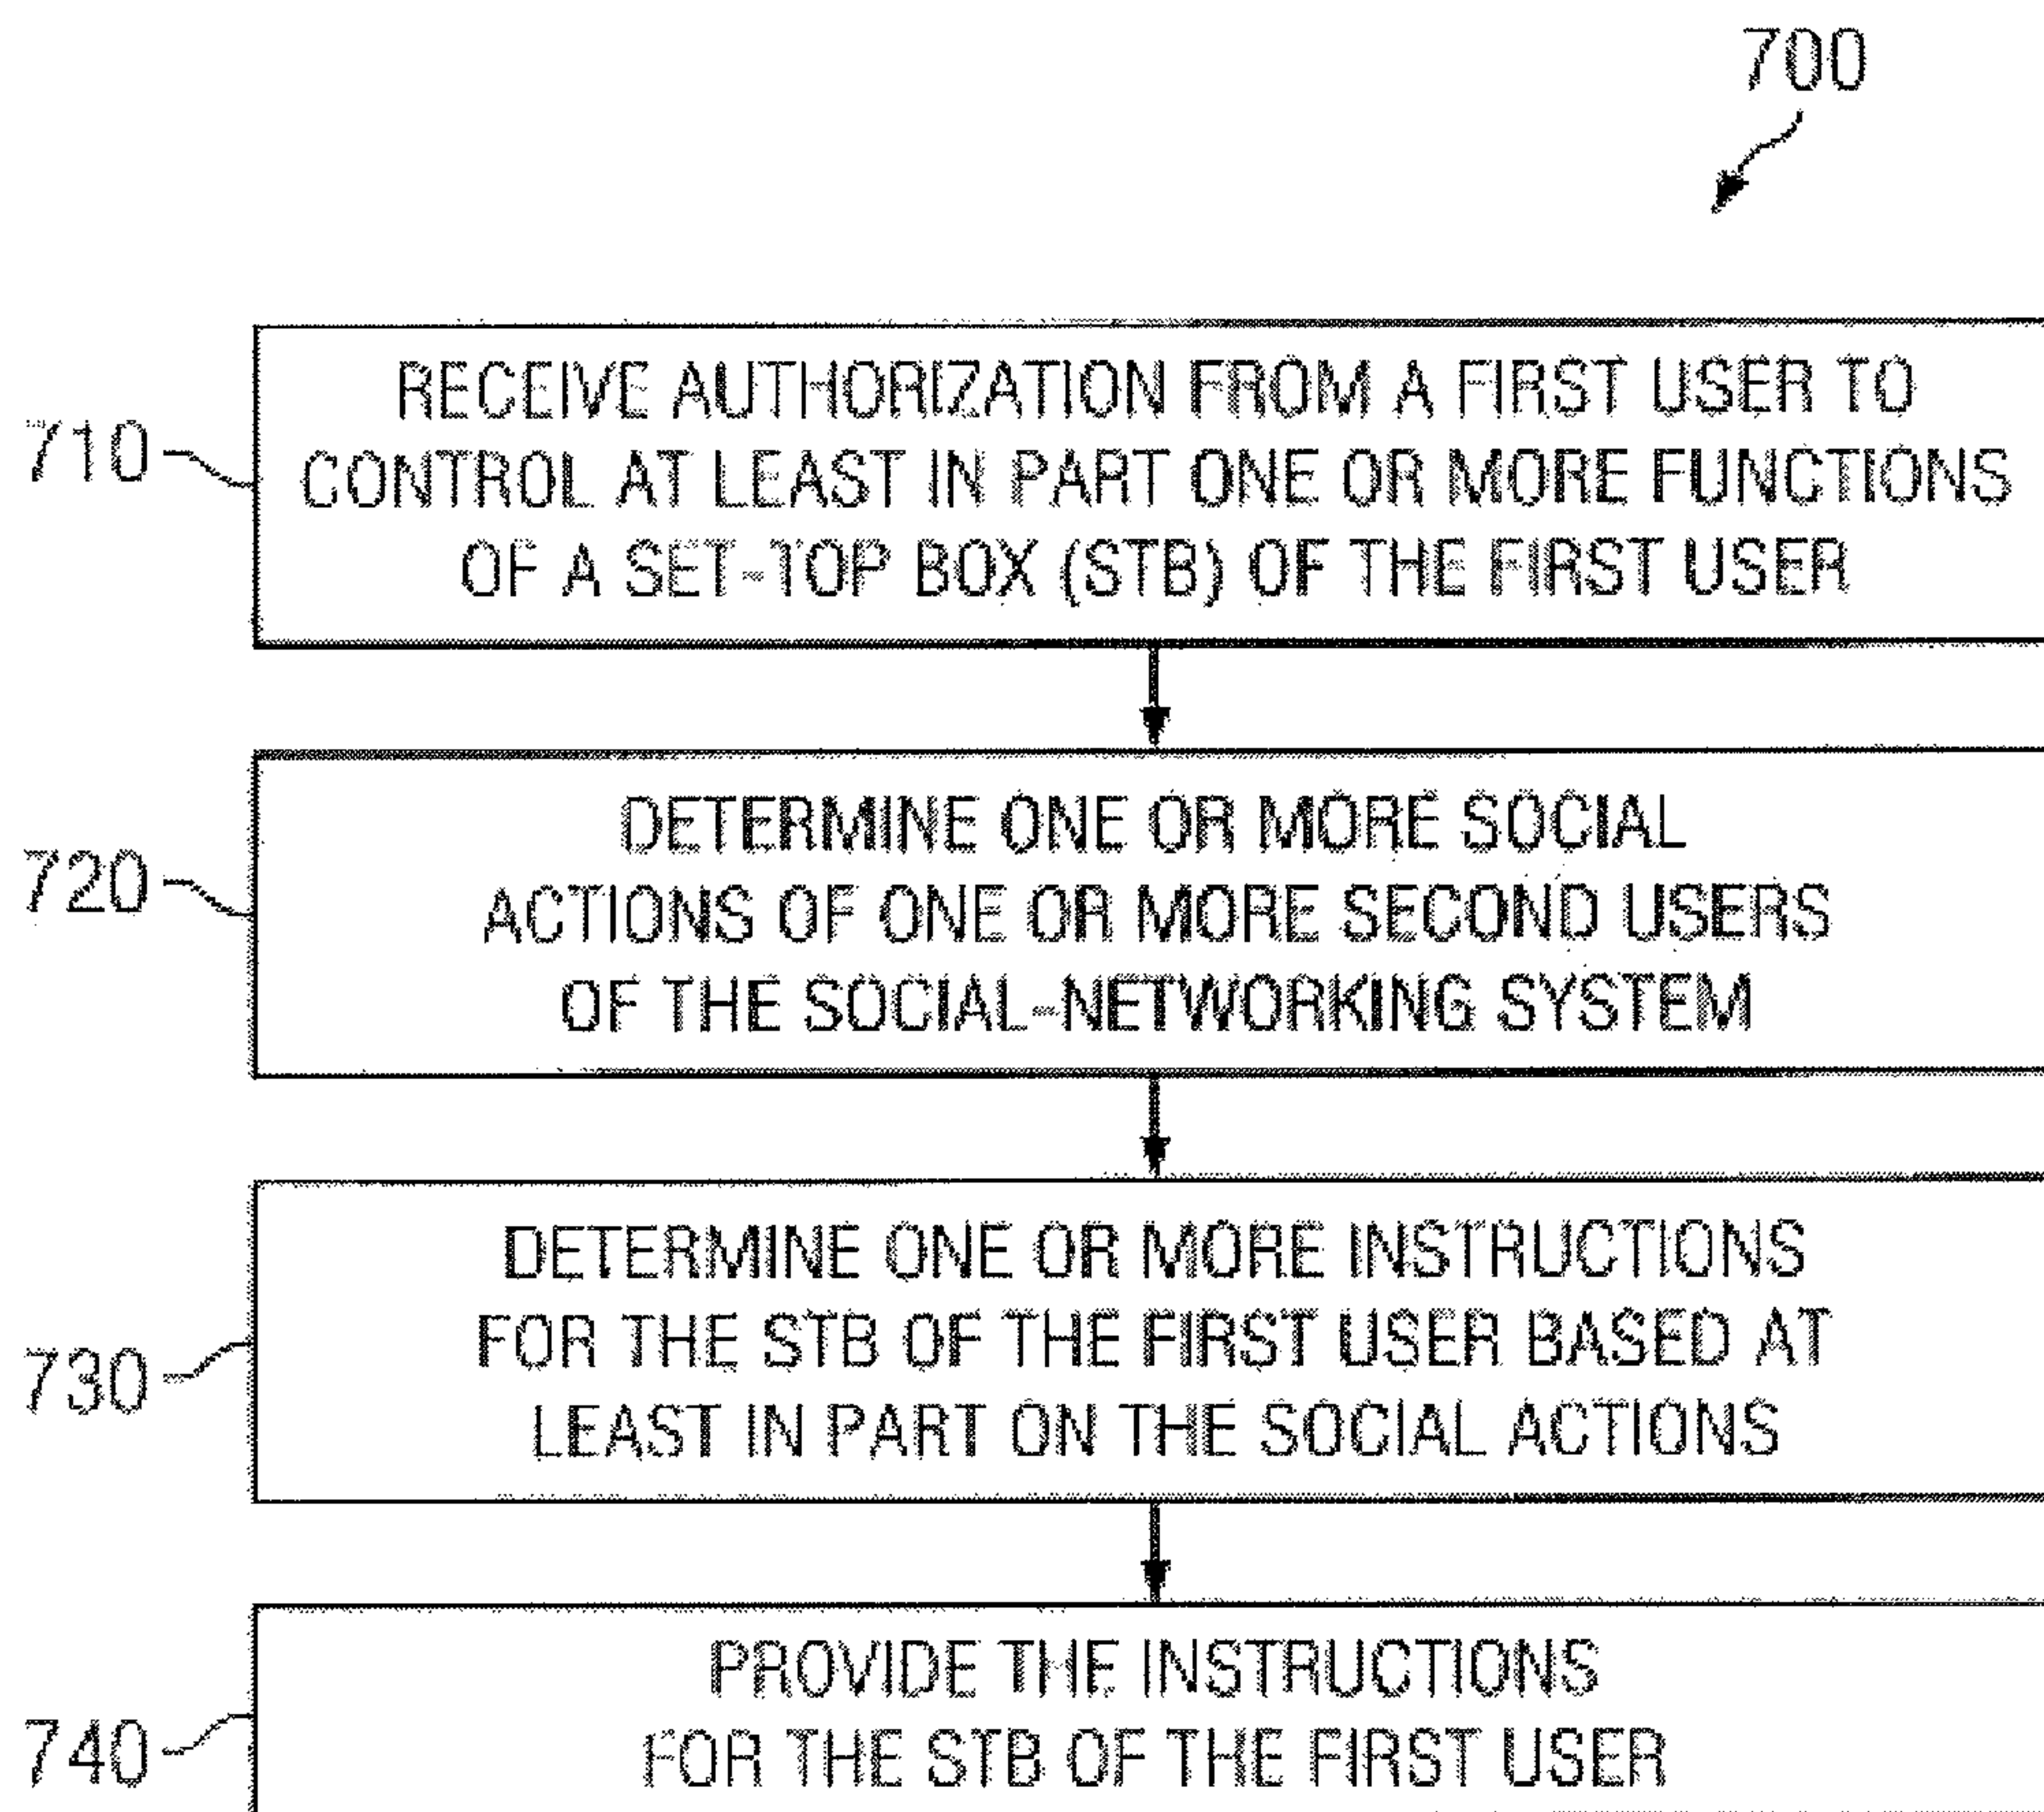 700
710
RECEIVE AUTHORIZATION FROM A FIRST USER TO
CONTROL AT LEAST IN PART ONE OR MORE FUNCTIONS
OF A SET-TOP BOX (STB) OF THE FIRST USER
720
DETERMINE ONE OR MORE SOCIAL
ACTIONS OF ONE OR MORE SECOND USERS
OF THE SOCIAL-NETWORKING SYSTEM
730
DETERMINE ONE OR MORE INSTRUCTIONS
FOR THE STB OF THE FIRST USER BASED AT
LEAST IN PART ON THE SOCIAL ACTIONS
740
PROVIDE THE INSTRUCTIONS
FOR THE STB OF THE FIRST USER